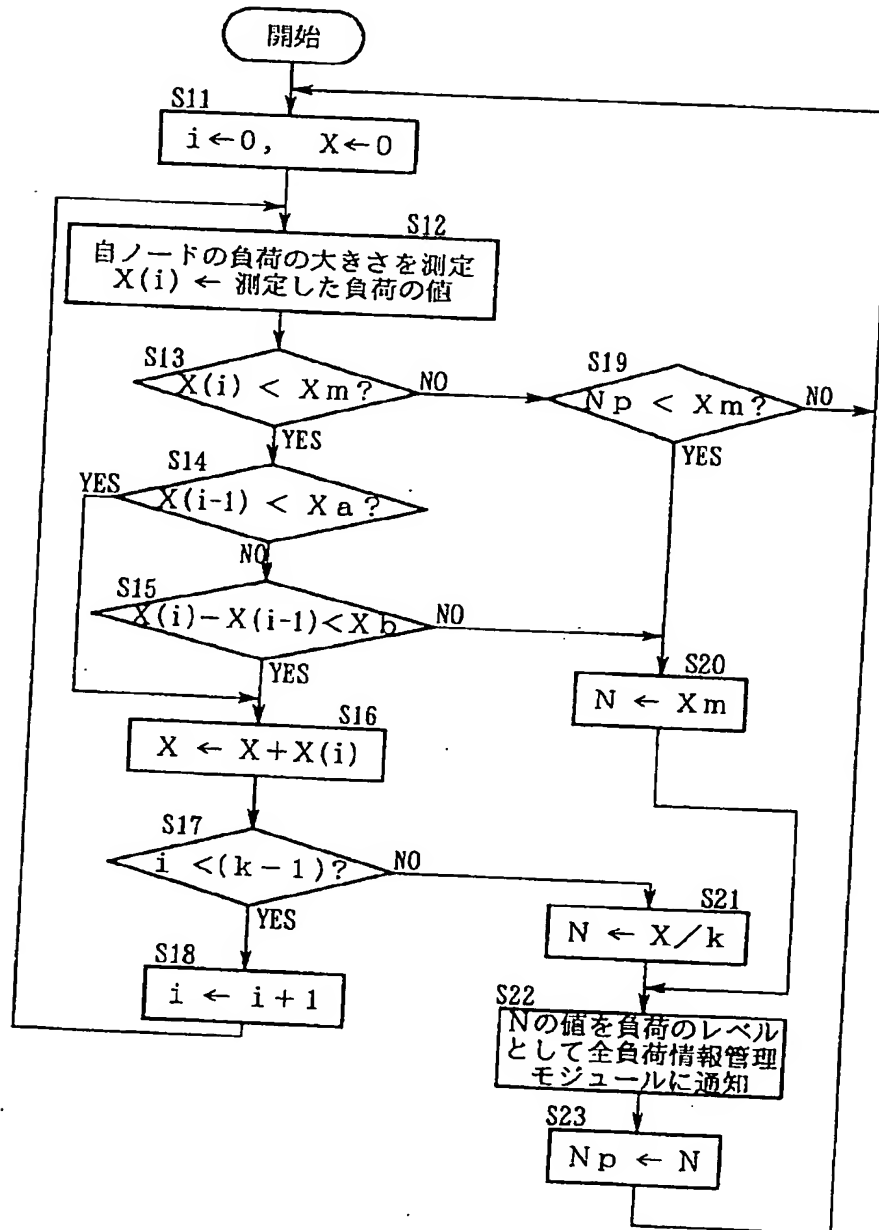 開始
S11
i←0, X←0
S12
自ノードの負荷の大きさを測定
X(i) ← 測定した負荷の値
S13
X(i) < Xm?
NO
YES
S19
Np < Xm?
NO
YES
S14
YES
X(i-1) < Xa?
NO
S15
X(i)-X(i-1)<Xb
NO
YES
S20
N ← Xm
S16
X ← X+X(i)
S17
i <(k-1)?
NO
YES
S21
N ← X/k
S18
i ← i+1
S22
Nの値を負荷のレベル
として全負荷情報管理
モジュールに通知
S23
Np ← N